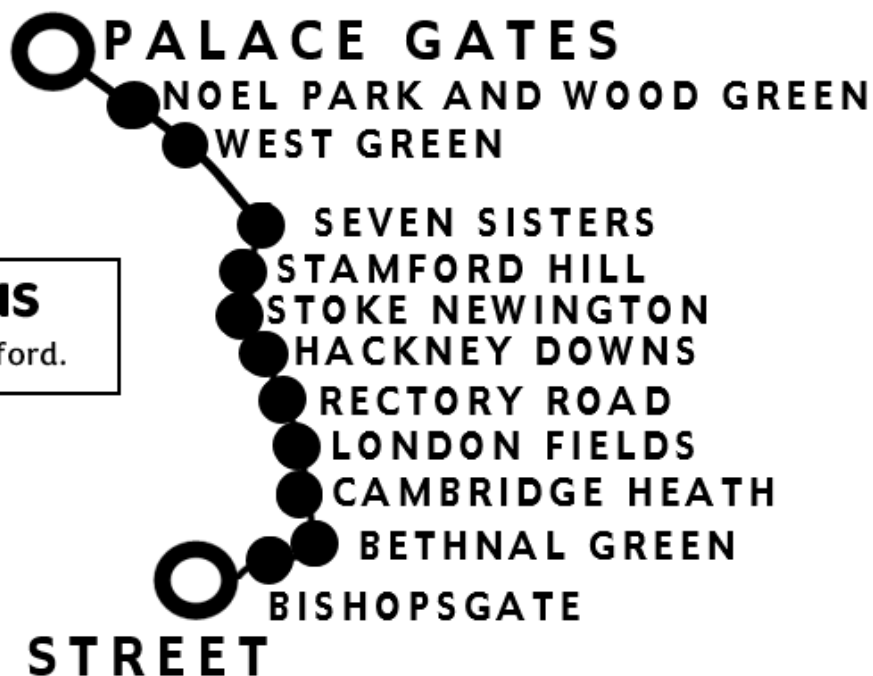 PALACE GATES
NOEL PARK AND WOOD GREEN
WEST GREEN
SEVEN SISTERS
STAMFORD HILL
STOKE NEWINGTON
HACKNEY DOWNS
RECTORY ROAD
LONDON FIELDS
CAMBRIDGE HEATH
BETHNAL GREEN
BISHOPSGATE
STREET